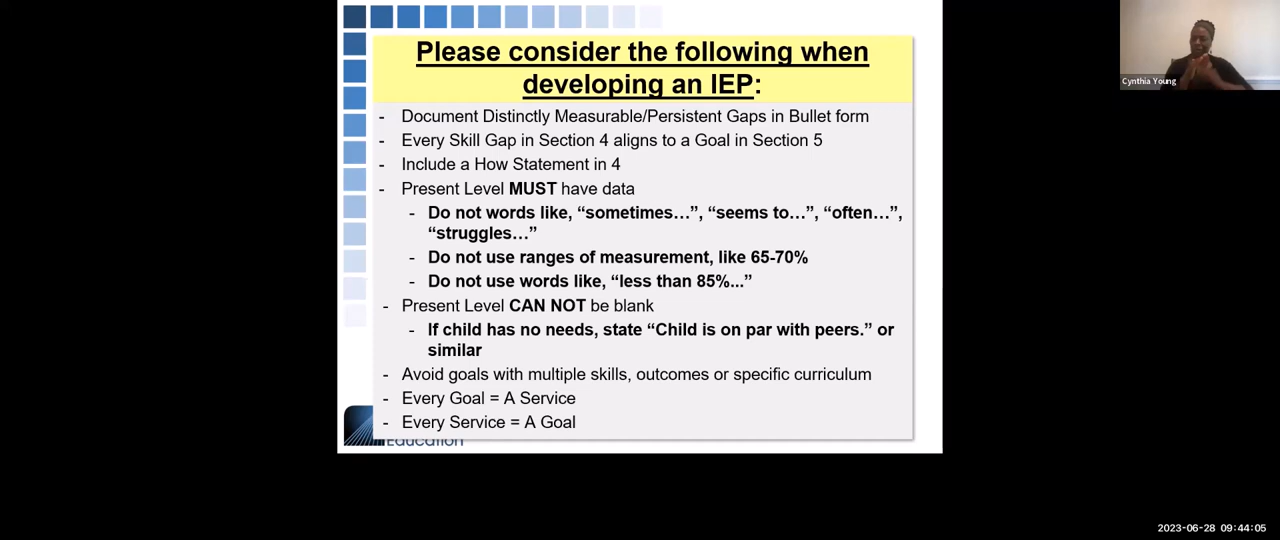 Please consider the following when
developing an IEP:
- Document Distinctly Measurable/Persistent Gaps in Bullet form
- Every Skill Gap in Section 4 aligns to a Goal in Section 5
- Include a How Statement in 4
- Present Level MUST have data
- Do not words like, “sometimes…”, “seems to…”, “often…”,
“struggles…”
- Do not use ranges of measurement, like 65-70%
- Do not use words like, “less than 85%...”
- Present Level CAN NOT be blank
- If child has no needs, state “Child is on par with peers.” or
similar
- Avoid goals with multiple skills, outcomes or specific curriculum
- Every Goal = A Service
- Every Service = A Goal
Education
Cynthia Young
2023-06-28 09:44:05